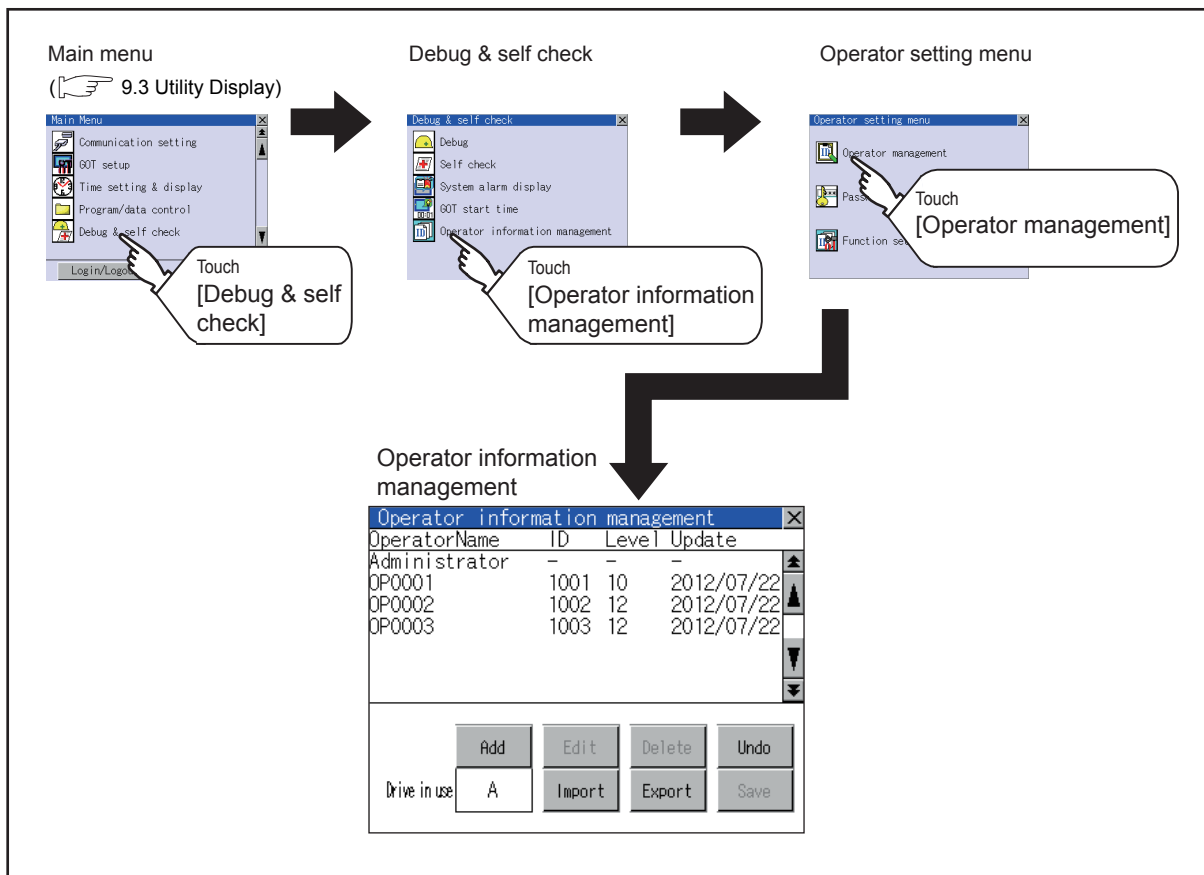 Main menu
( 9.3 Utility Display)
Main Menu
Communication setting
GOT setup
Time setting & display
Program/data control
Debug & self check
Touch
[Debug & self
check]
Debug & self check
Debug & self check
Debug
Self check
System alarm display
GOT start time
Operator information management
Touch
[Operator information
management]
Operator setting menu
Operator setting menu
Operator management
Touch
[Operator management]
Function
Operator information
management
Operator information management
OperatorName ID Level Update
Administrator – – –
OP0001 1001 10 2012/07/22
OP0002 1002 12 2012/07/22
OP0003 1003 12 2012/07/22
Add Edit Delete Undo
Drive in use A Import Export Save